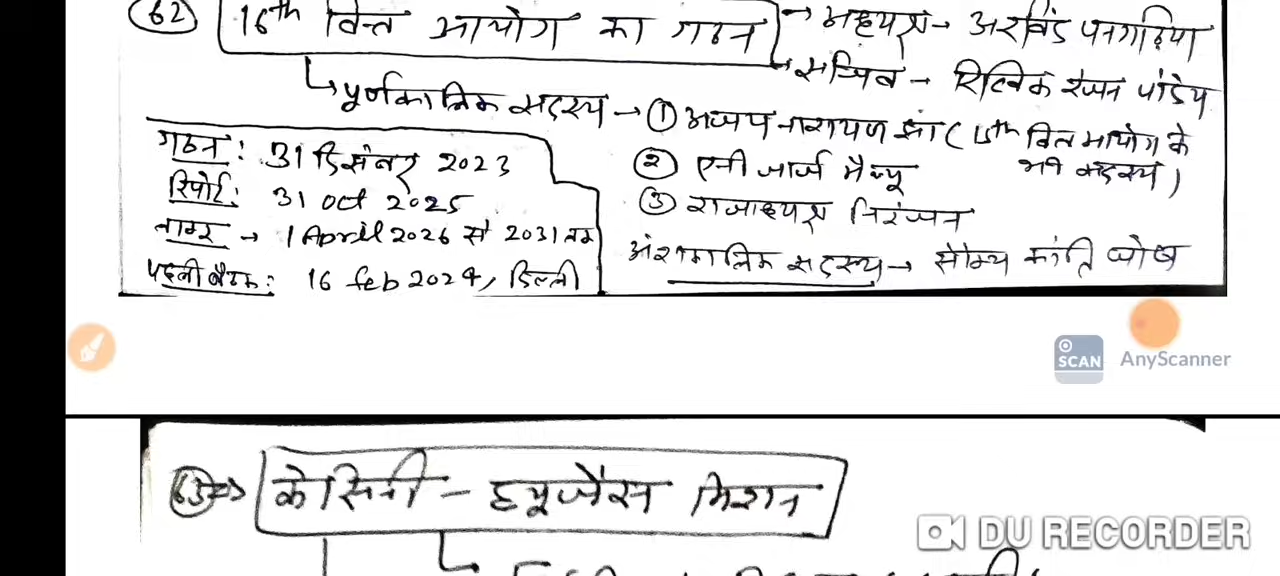 62 16th वित्त आयोग का गठन → अध्यक्ष → अरविंद पनगढ़िया
→ सचिव → रित्विक रंजन पांडेय
↳ पूर्णकालिक सदस्य → ① अजय नारायण झा ( 15th वित्त आयोग के
भी सदस्य )
② एनी जार्ज मैथ्यू
③ राजाध्यक्ष निरंजन
अंशकालिक सदस्य → सौम्य कांति घोष
गठन : 31 दिसंबर 2023
रिपोर्ट : 31 Oct 2025
लागू → 1 April 2026 से 2031 तक
पहली बैठक : 16 feb 2024, दिल्ली
SCAN AnyScanner
63 ⇒ केसिनी - ह्यूजेंस मिशन
DU RECORDER